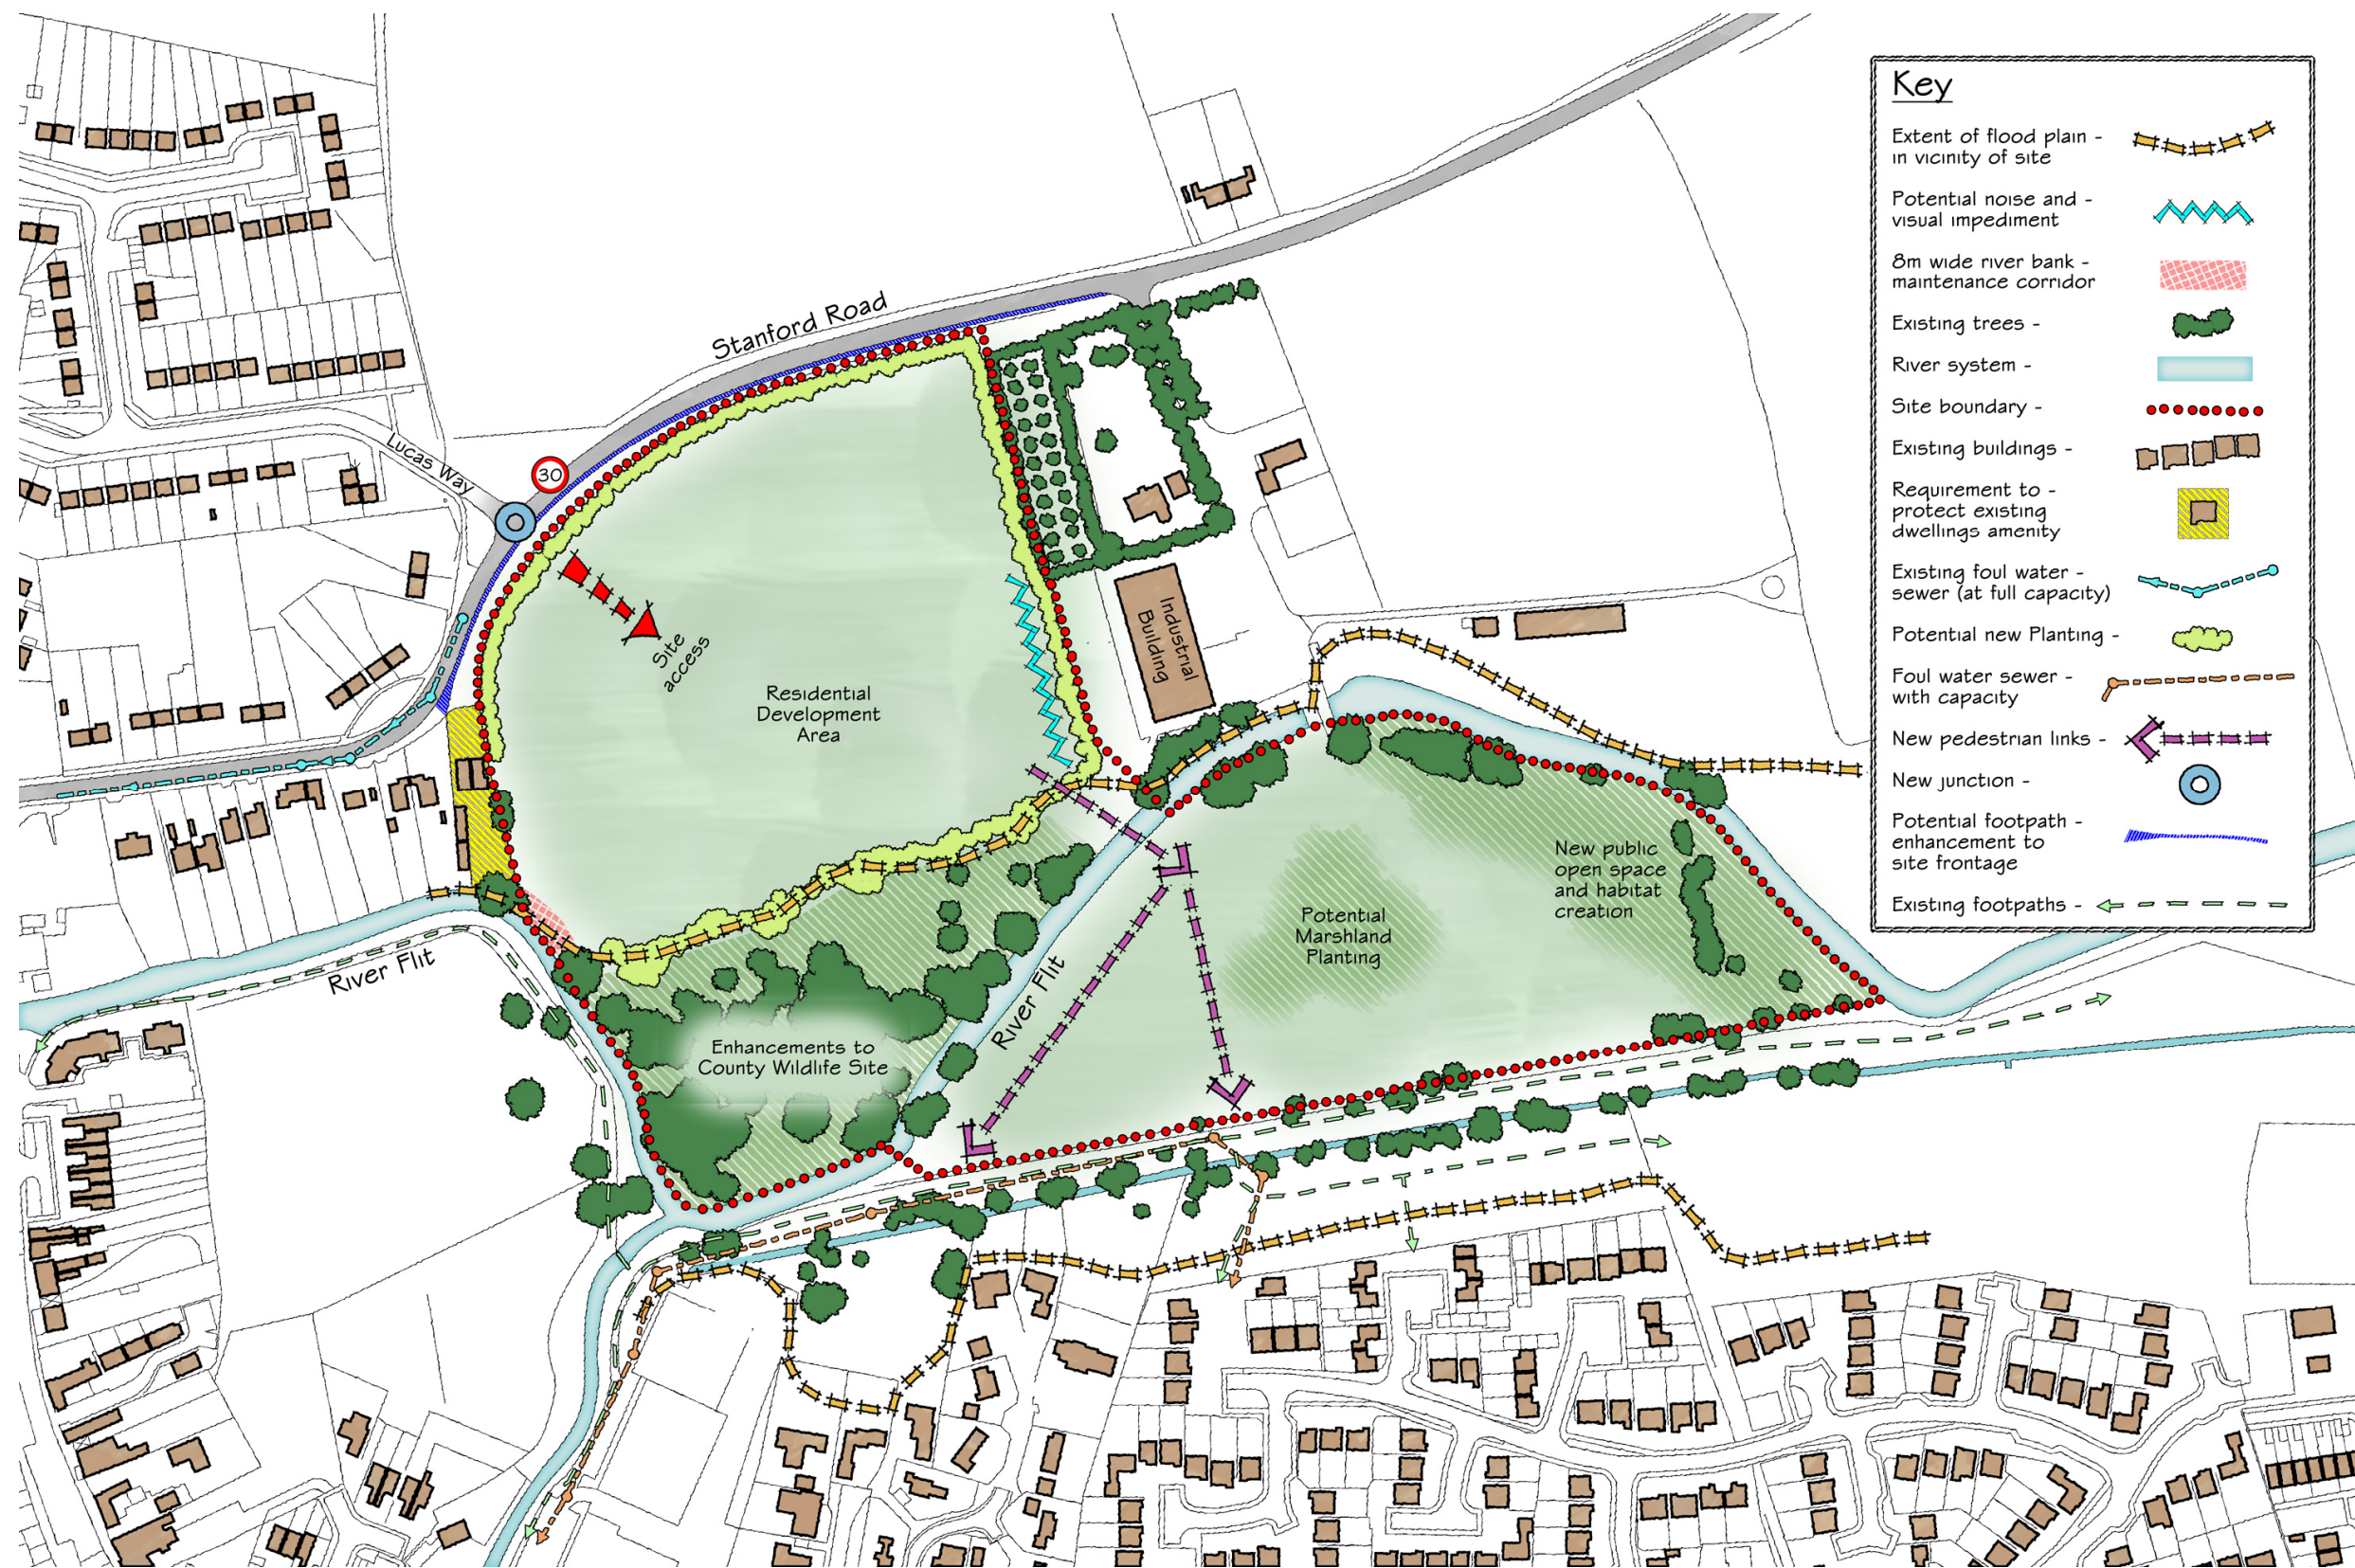 Key
Extent of flood plain -
in vicinity of site
Potential noise and -
visual impediment
8m wide river bank -
maintenance corridor
Existing trees -
River system -
Site boundary -
Existing buildings -
Requirement to -
protect existing
dwellings amenity
Existing foul water -
sewer (at full capacity)
Potential new Planting -
Foul water sewer -
with capacity
New pedestrian links -
New junction -
Potential footpath -
enhancement to
site frontage
Existing footpaths -
Stanford Road
Lucas Way
30
Site
access
Industrial
Building
Residential
Development
Area
New public
open space
and habitat
creation
Potential
Marshland
Planting
River Flit
River Flit
Enhancements to
County Wildlife Site